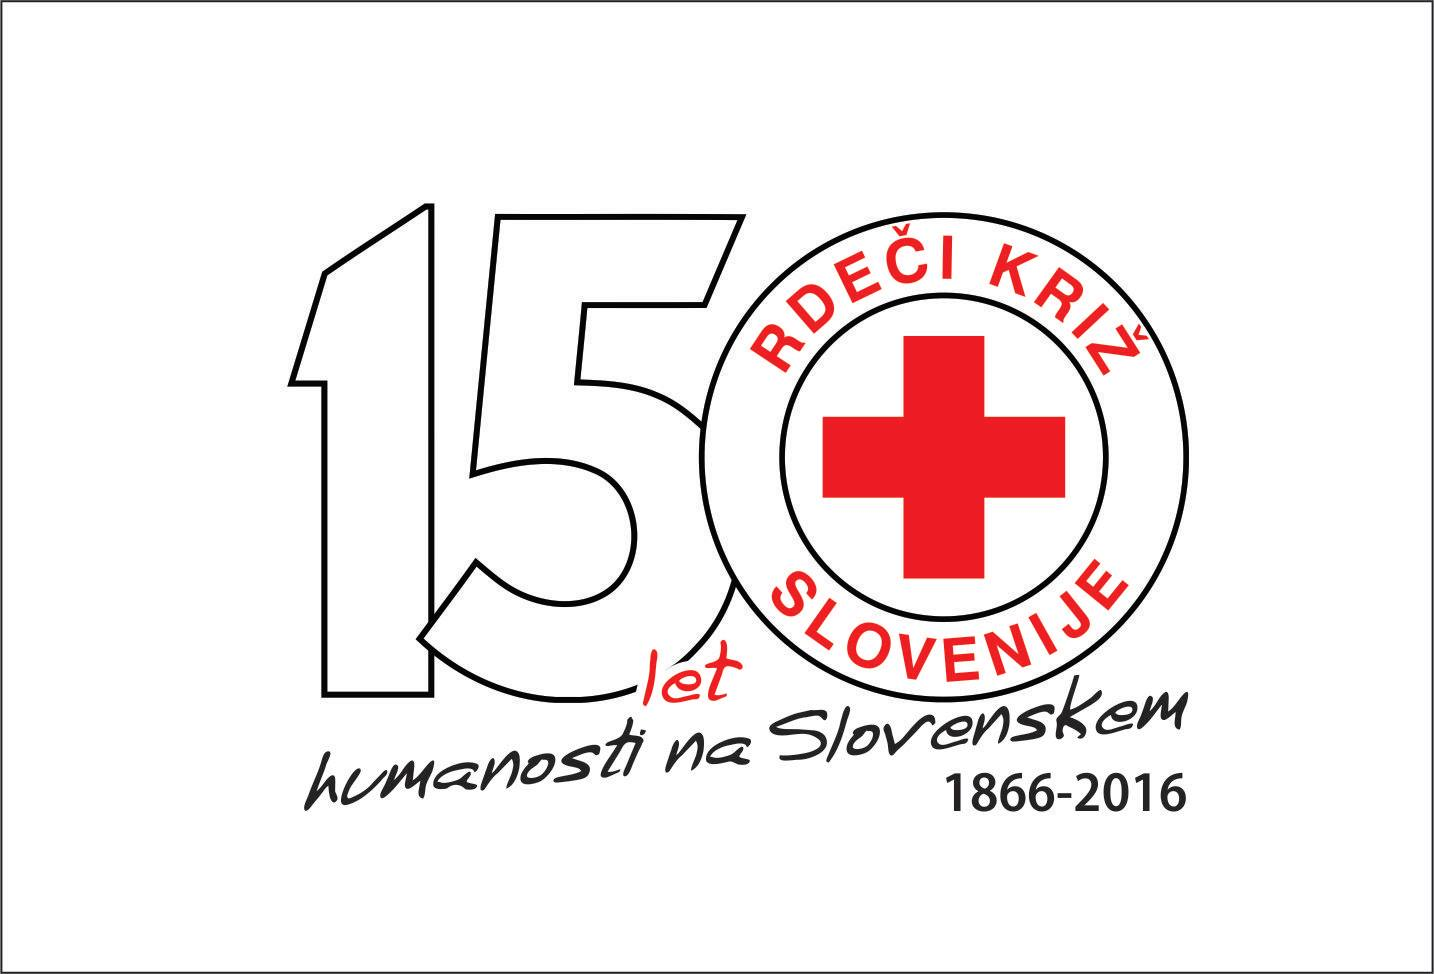 150
RDEČI KRIŽ
SLOVENIJE
let
humanosti na Slovenskem
1866-2016